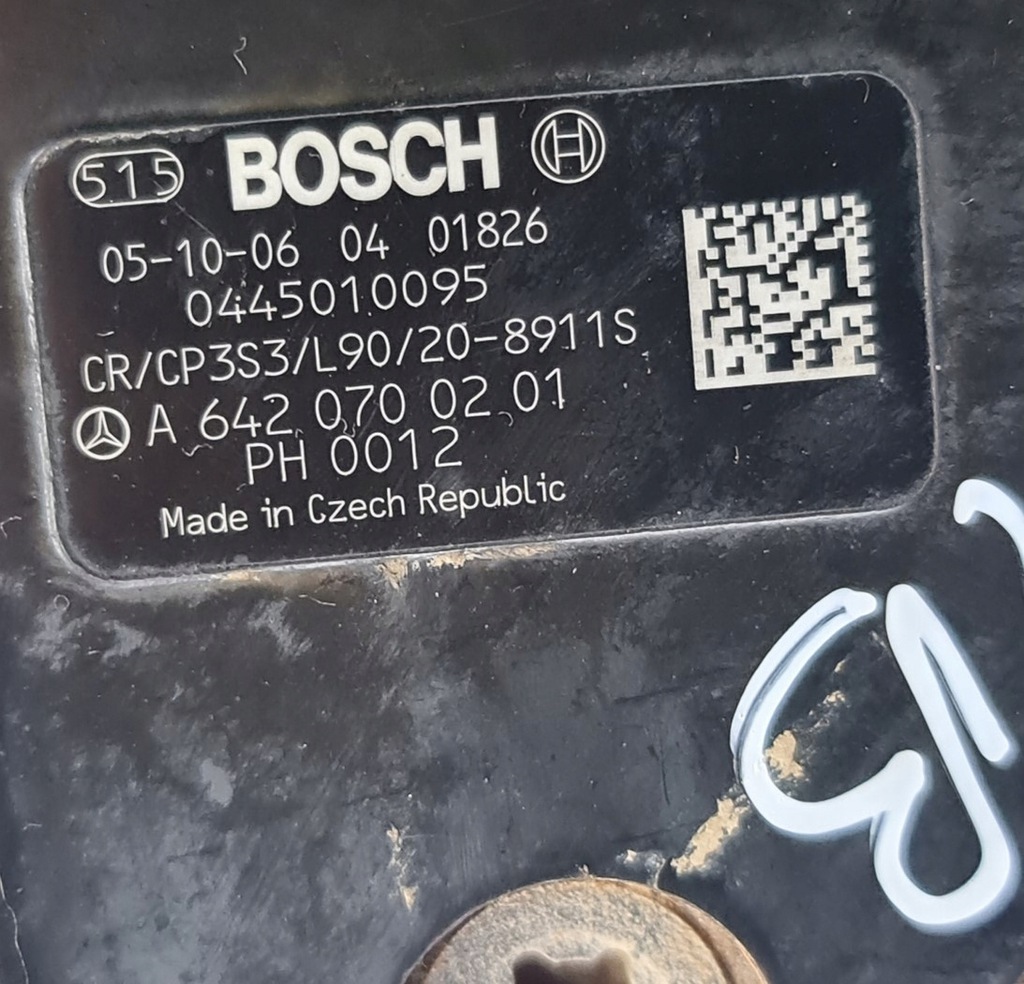 515 BOSCH
05-10-06 04 01826
0445010095
CR/CP3S3/L90/20-8911S
A 642 070 02 01
PH 0012
Made in Czech Republic